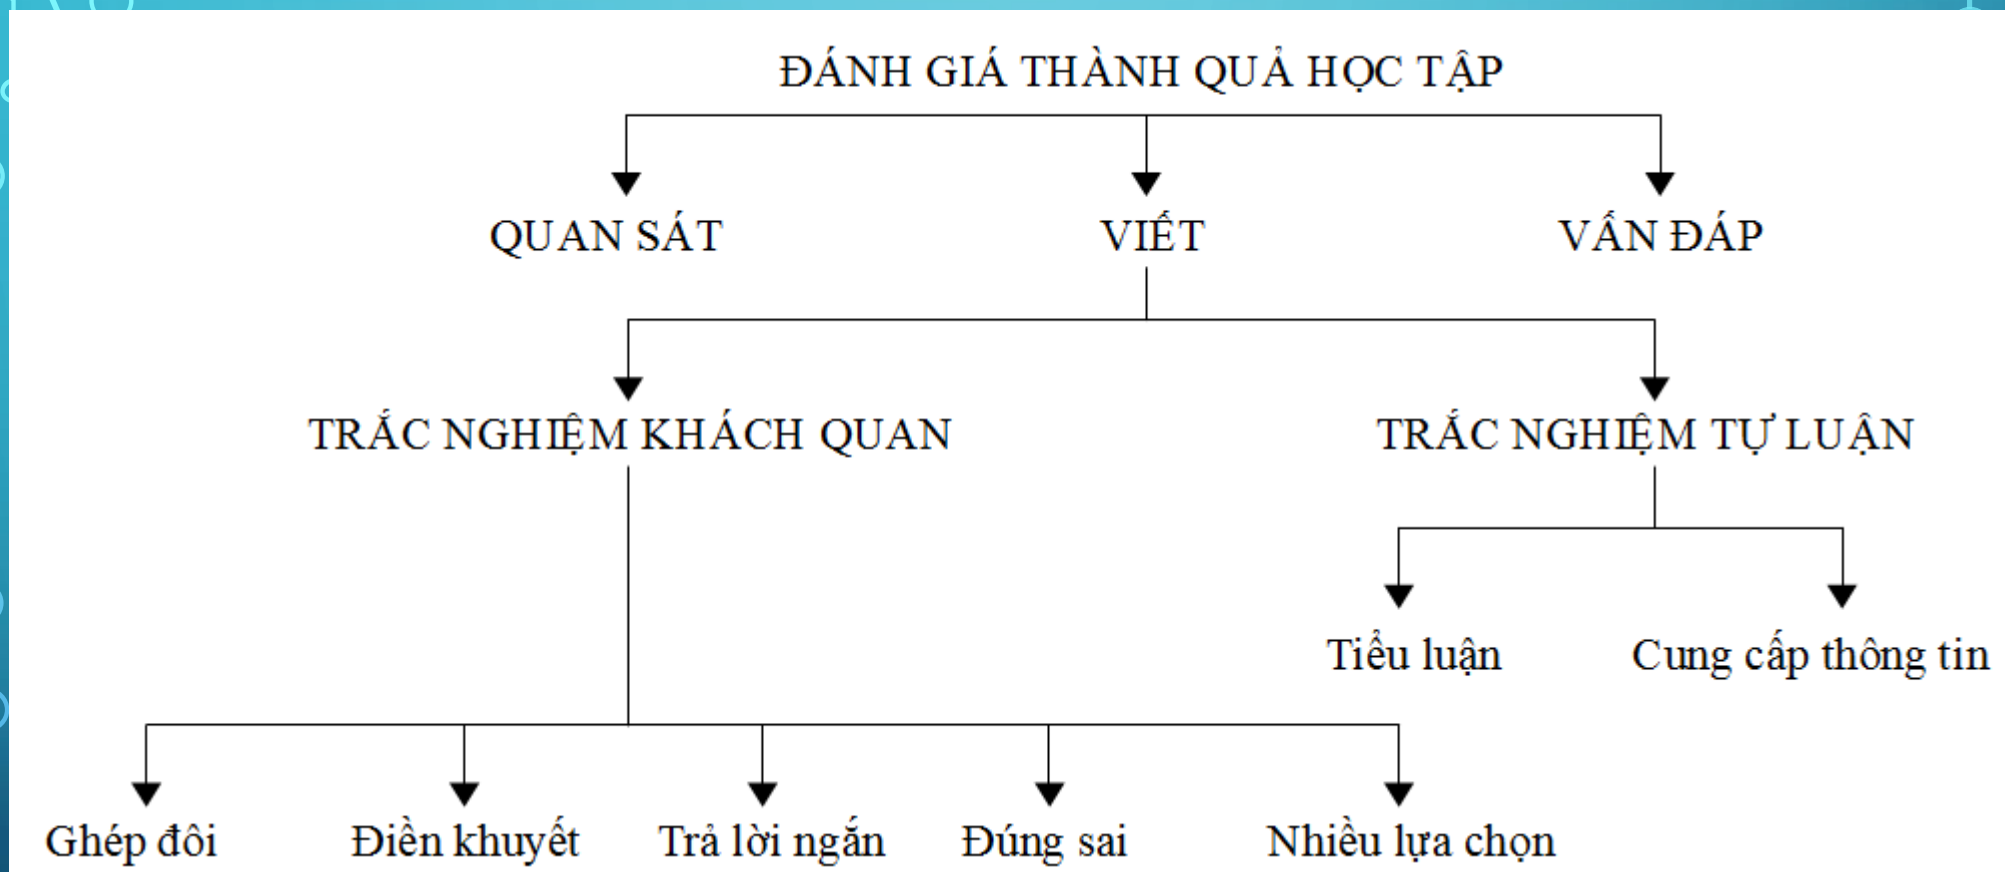 ĐÁNH GIÁ THÀNH QUẢ HỌC TẬP
QUAN SÁT
VIẾT
VẤN ĐÁP
TRẮC NGHIỆM KHÁCH QUAN
TRẮC NGHIỆM TỰ LUẬN
Tiểu luận
Cung cấp thông tin
Ghép đôi
Điền khuyết
Trả lời ngắn
Đúng sai
Nhiều lựa chọn